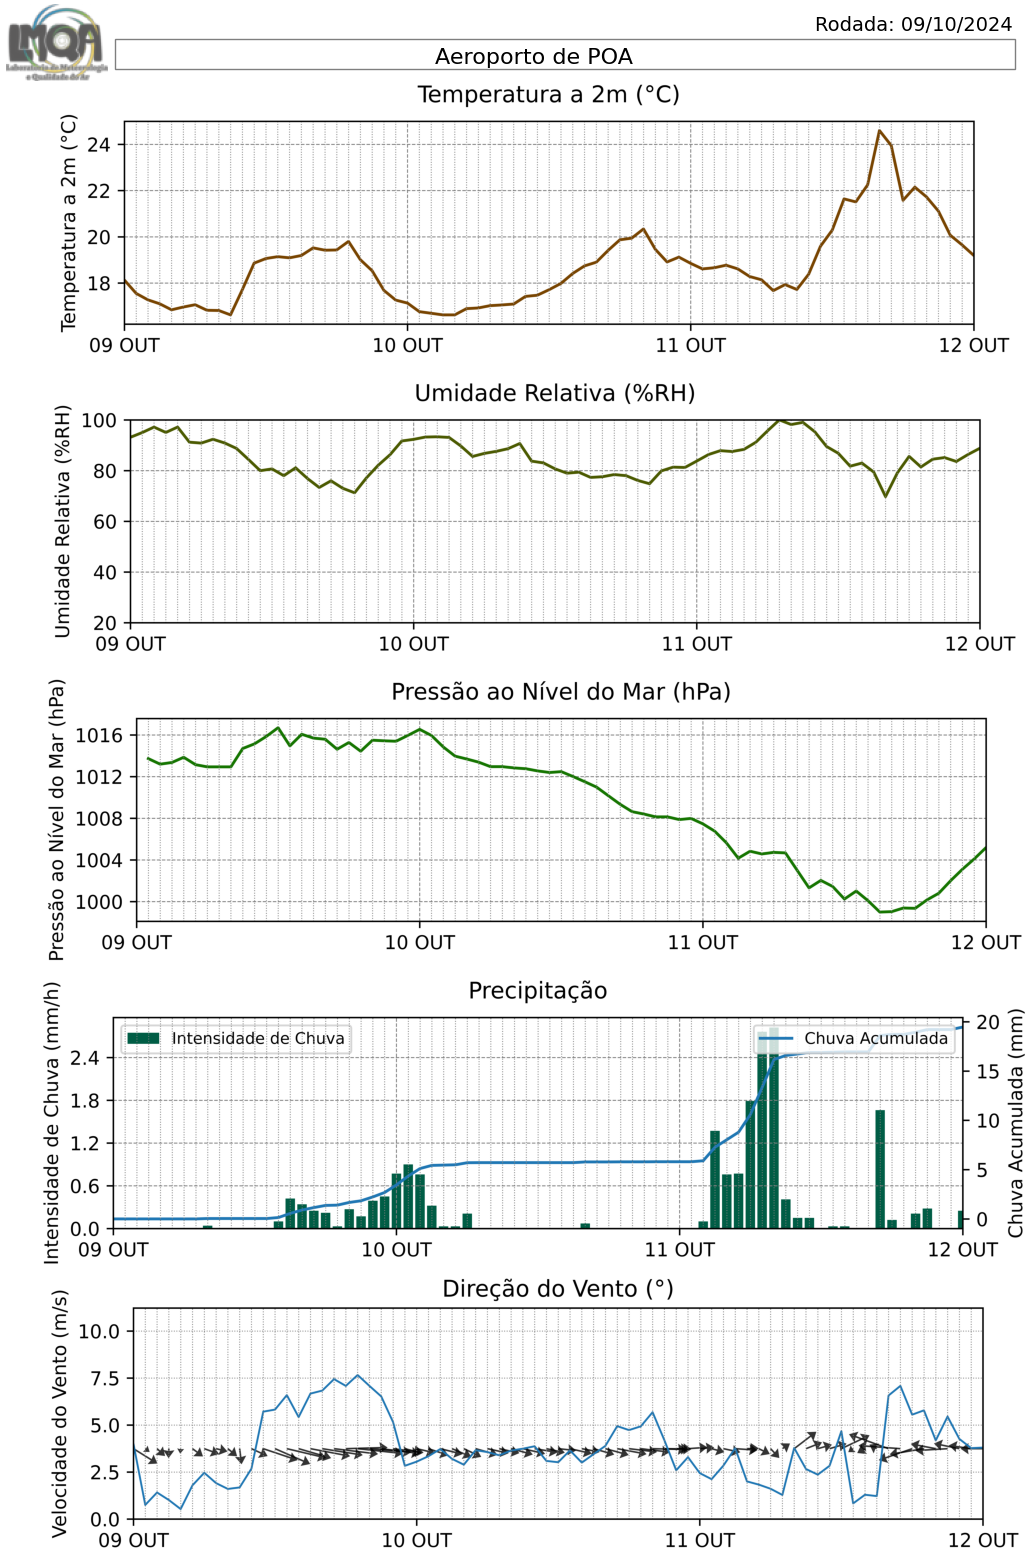 LMQA
Laboratório de Meteorologia
e Qualidade do Ar
Rodada: 09/10/2024
Aeroporto de POA
Temperatura a 2m (°C)
Temperatura a 2m (°C)
24
22
20
18
09 OUT 10 OUT 11 OUT 12 OUT
Umidade Relativa (%RH)
Umidade Relativa (%RH)
100
80
60
40
20
09 OUT 10 OUT 11 OUT 12 OUT
Pressão ao Nível do Mar (hPa)
Pressão ao Nível do Mar (hPa)
1016
1012
1008
1004
1000
09 OUT 10 OUT 11 OUT 12 OUT
Precipitação
Intensidade de Chuva (mm/h)
Intensidade de Chuva
Chuva Acumulada
2.4
1.8
1.2
0.6
0.0
20
15
10
5
0
Chuva Acumulada (mm)
09 OUT 10 OUT 11 OUT 12 OUT
Direção do Vento (°)
Velocidade do Vento (m/s)
10.0
7.5
5.0
2.5
0.0
09 OUT 10 OUT 11 OUT 12 OUT